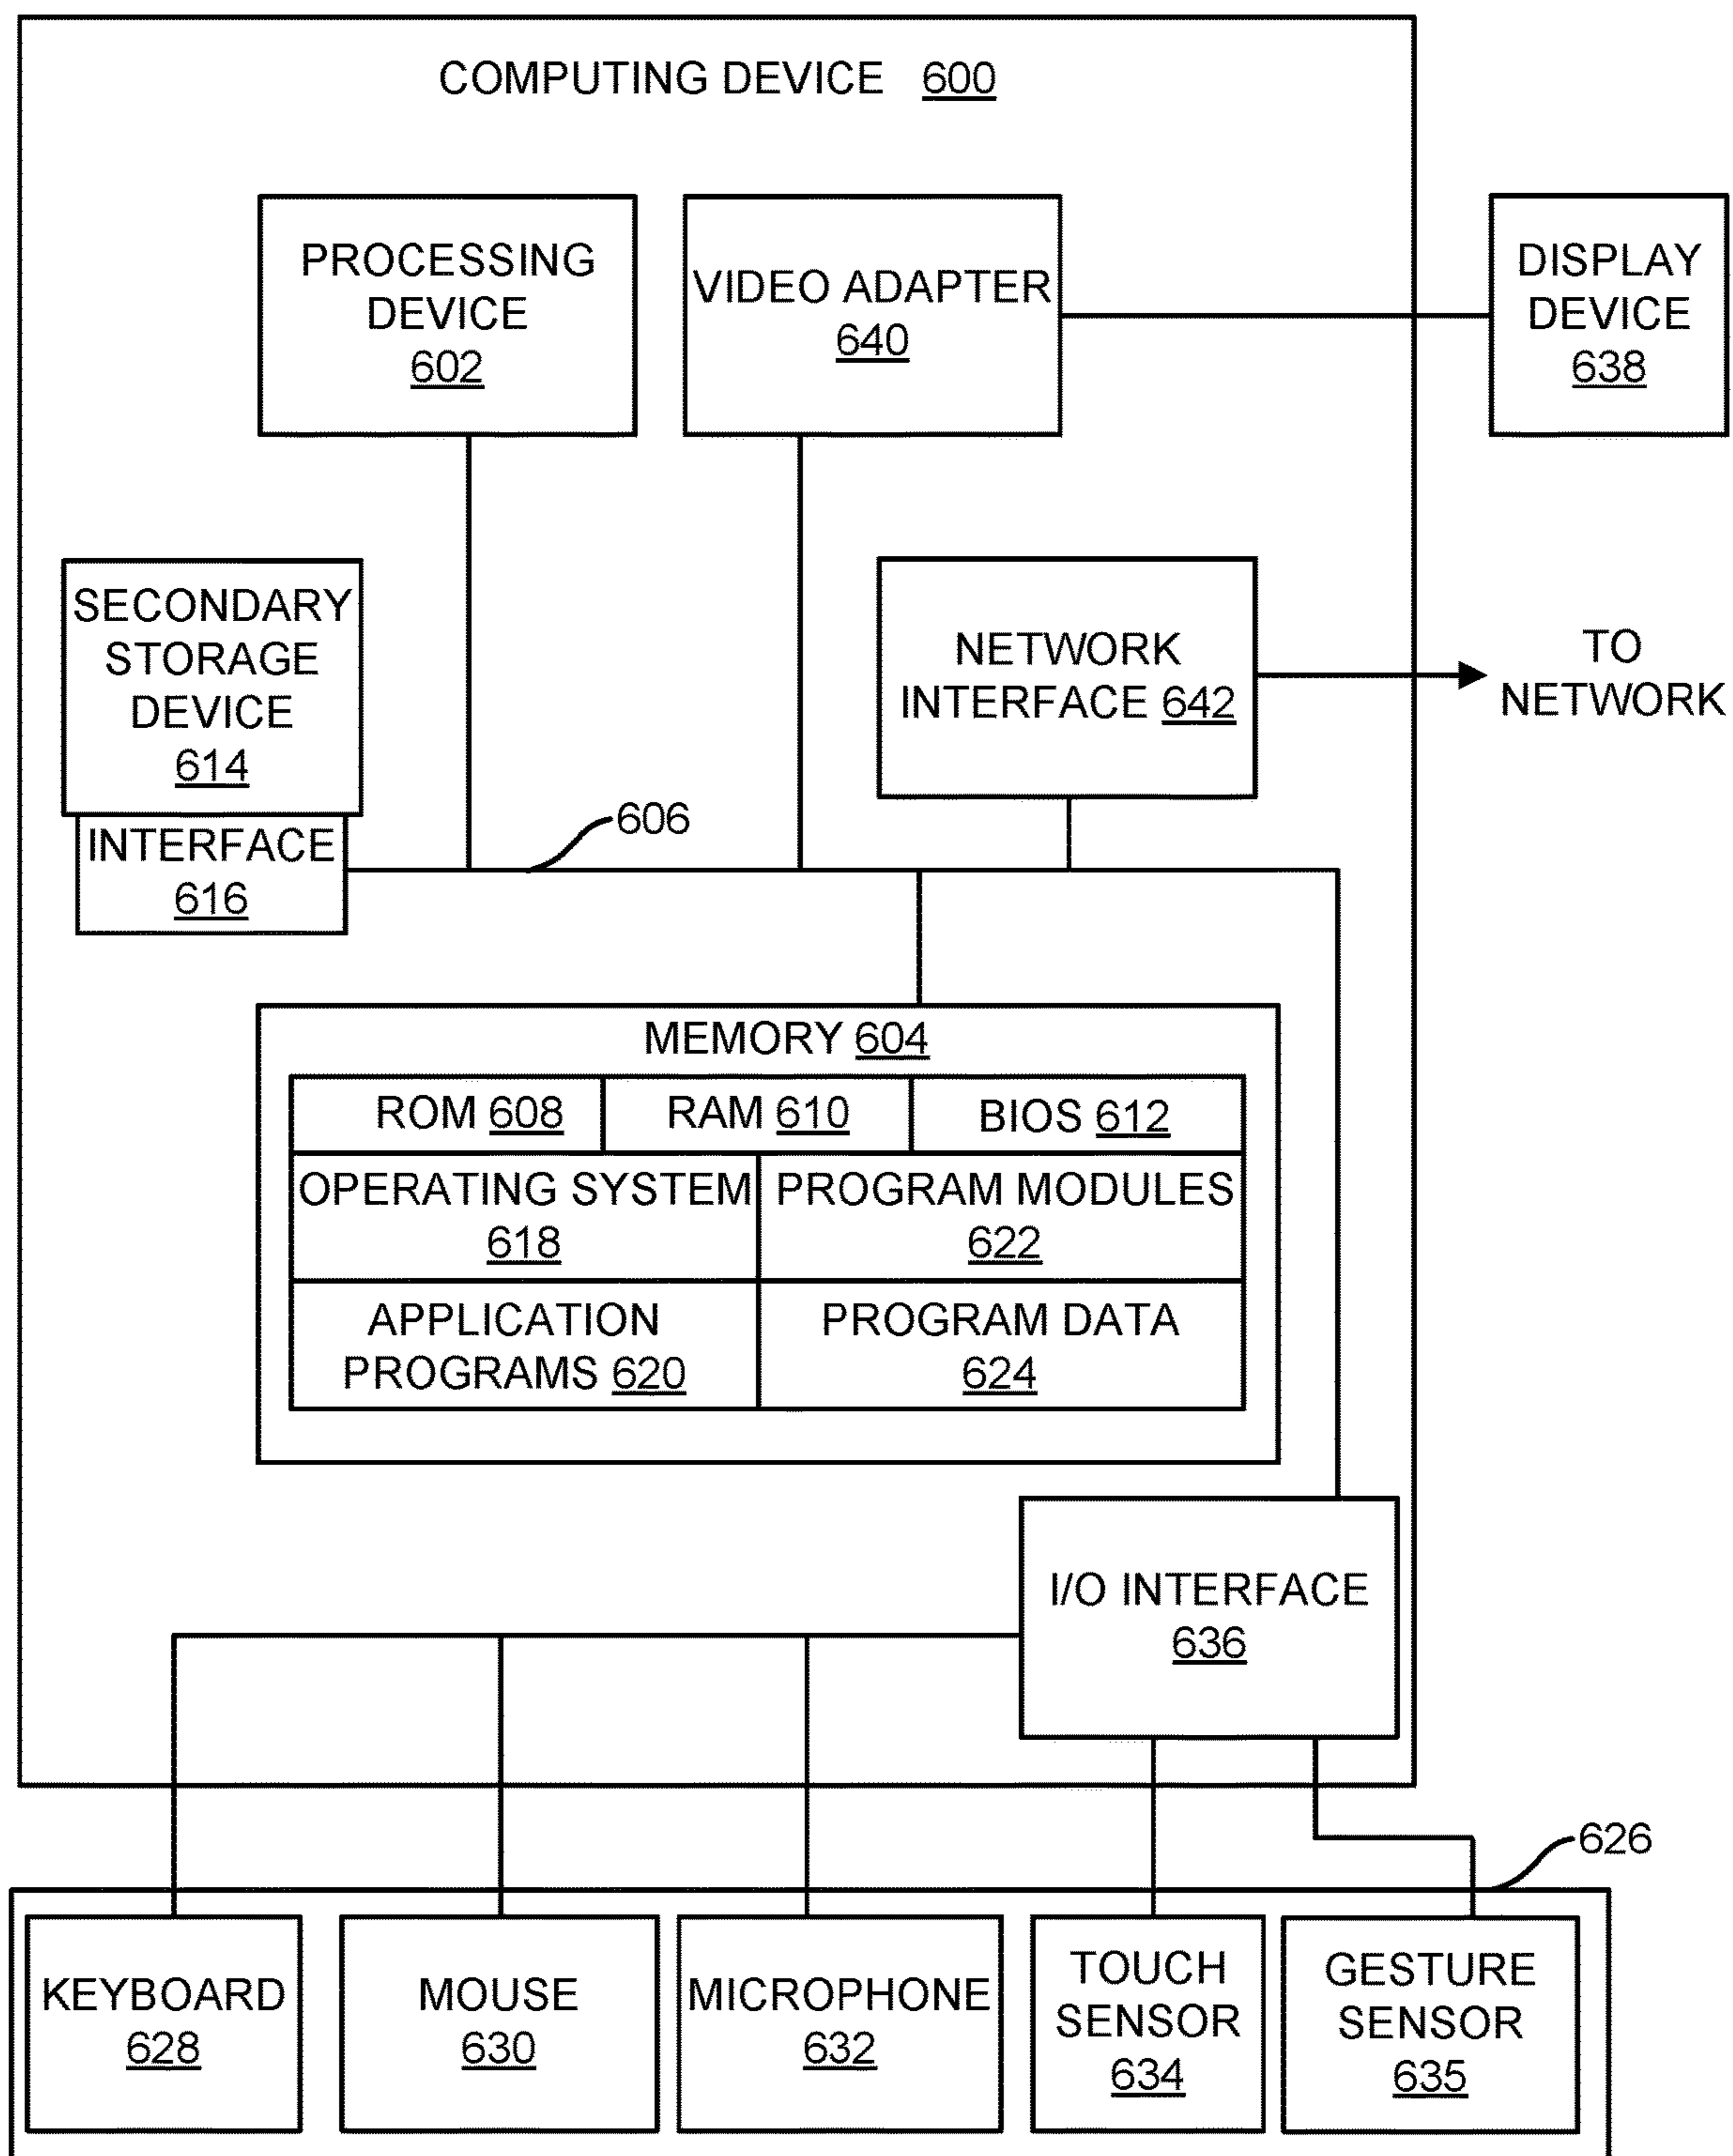 COMPUTING DEVICE 600
PROCESSING
DEVICE
602
VIDEO ADAPTER
640
DISPLAY
DEVICE
638
SECONDARY
STORAGE
DEVICE
614
INTERFACE
616
NETWORK
INTERFACE 642
TO
NETWORK
606
MEMORY 604
ROM 608
RAM 610
BIOS 612
OPERATING SYSTEM
618
PROGRAM MODULES
622
APPLICATION
PROGRAMS 620
PROGRAM DATA
624
I/O INTERFACE
636
626
KEYBOARD
628
MOUSE
630
MICROPHONE
632
TOUCH
SENSOR
634
GESTURE
SENSOR
635